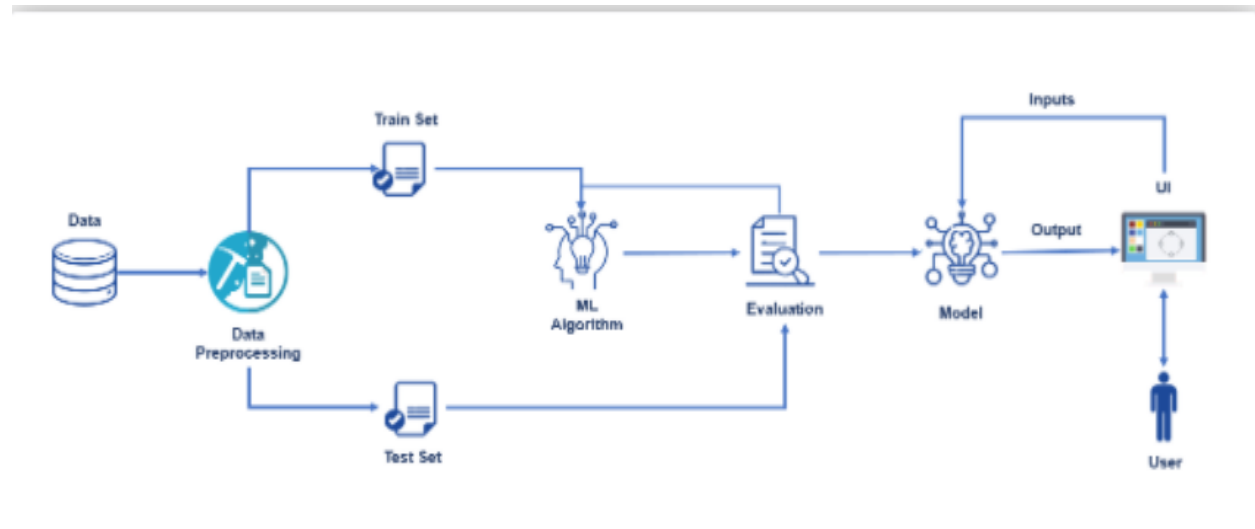 Data
Data
Preprocessing
Train Set
Test Set
ML
Algorithm
Evaluation
Model
Inputs
Output
UI
User